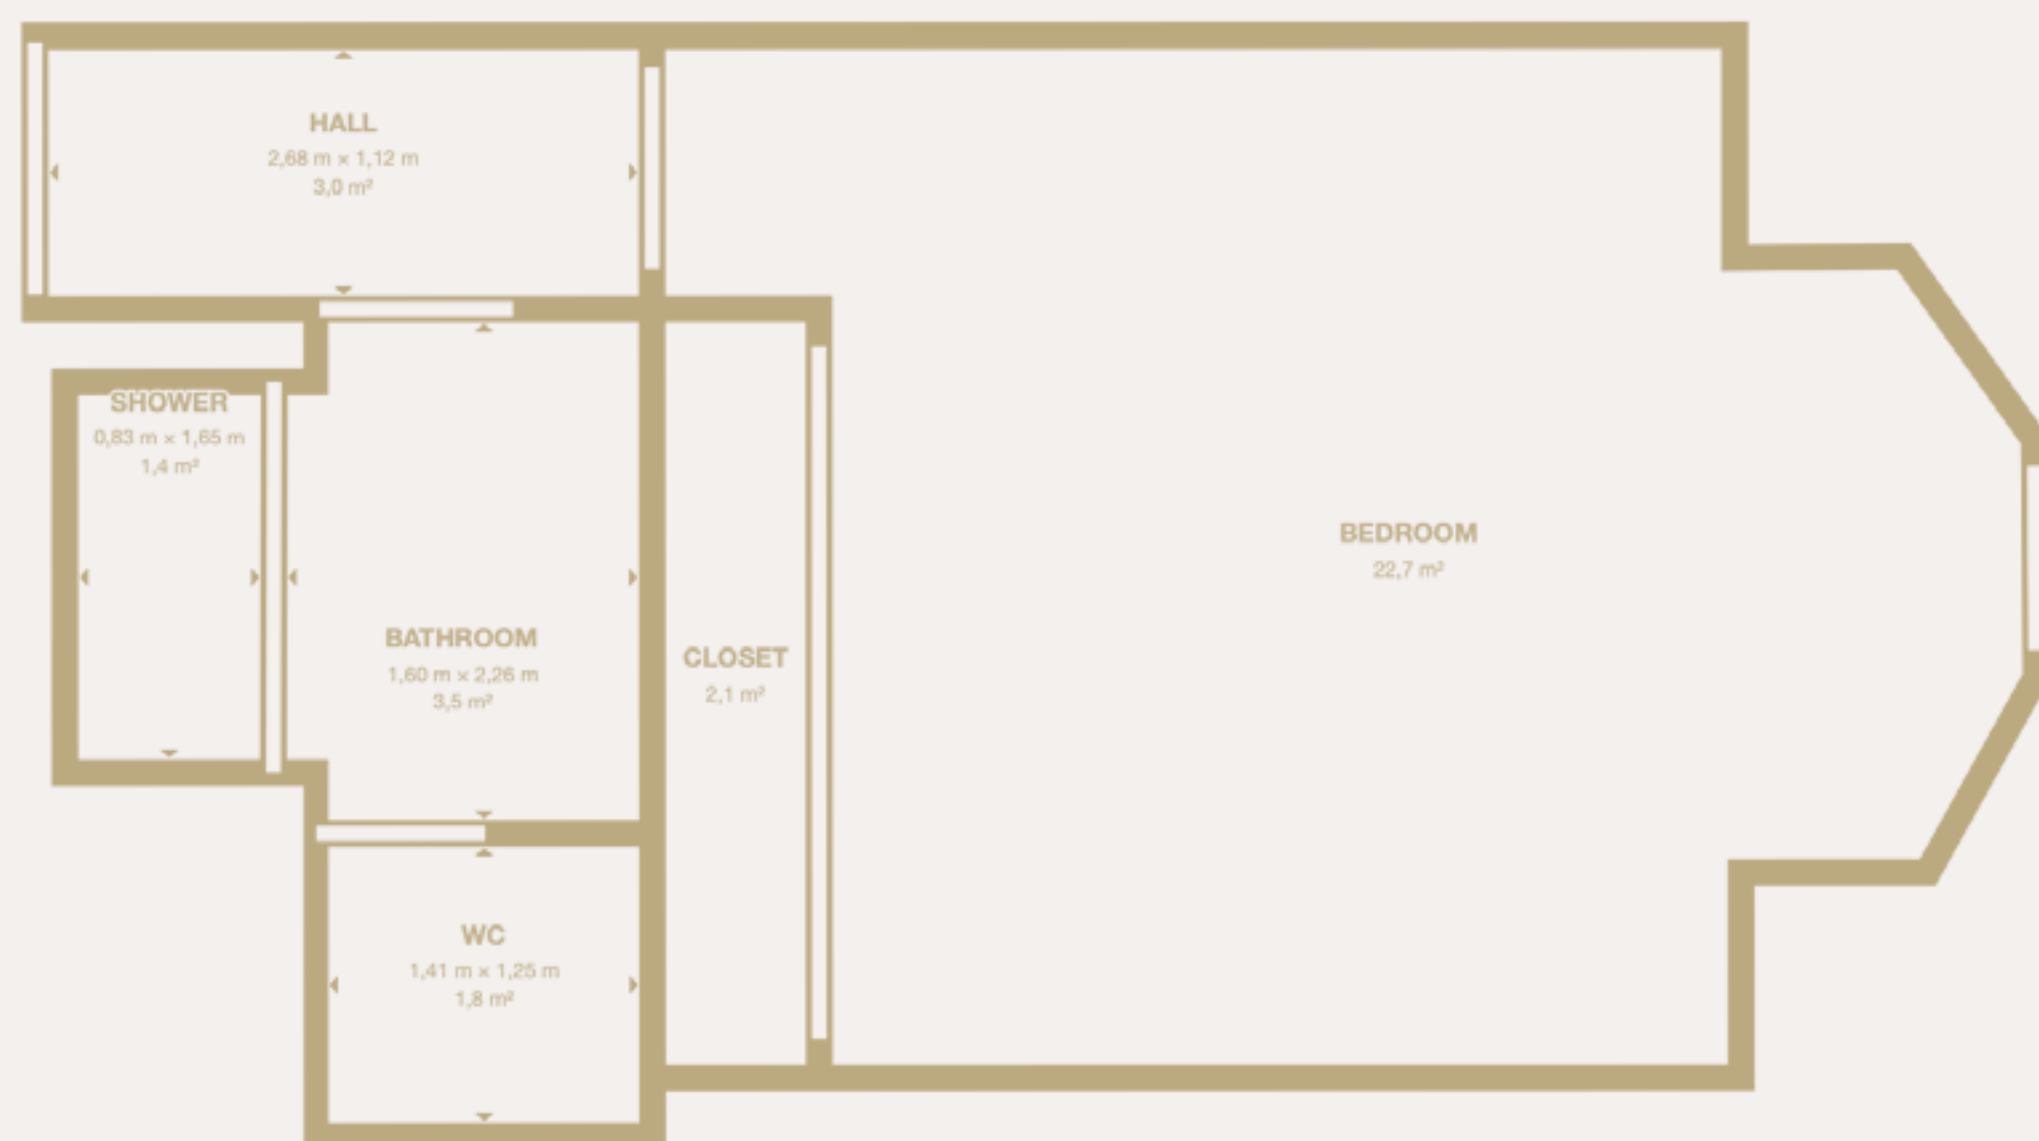 HALL
2,68 m × 1,12 m
3,0 m²
SHOWER
0,83 m × 1,65 m
1,4 m²
BATHROOM
1,60 m × 2,26 m
3,5 m²
CLOSET
2,1 m²
BEDROOM
22,7 m²
WC
1,41 m × 1,25 m
1,8 m²